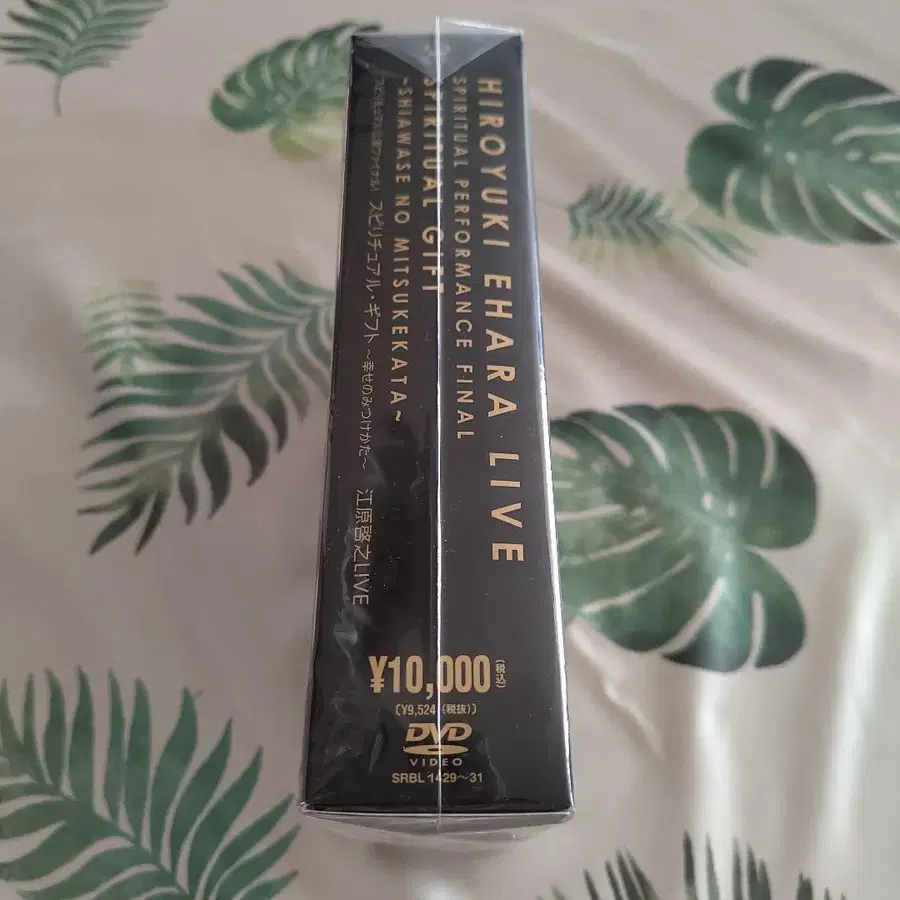 HIROYUKI EHARA LIVE
SPIRITUAL PERFORMANCE FINAL
SPIRITUAL GIFT
~SHIAWASE NO MITSUKEKATA~
スピリチュアル・ギフト ～幸せのみつけかた～ 江原啓之LIVE
¥10,000(税込)
(¥9,524(税抜))
DVD
VIDEO
SRBL 1429～31